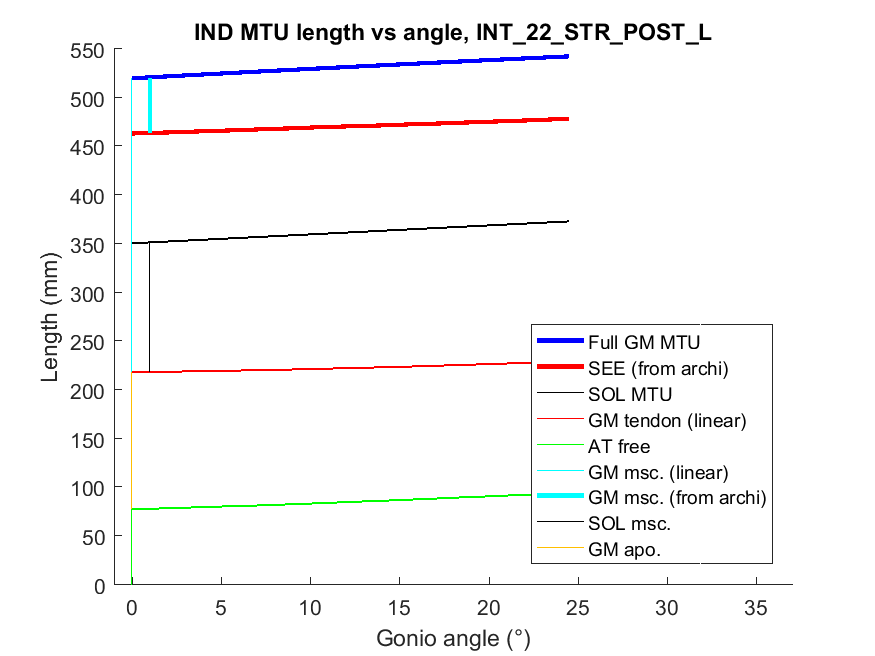 IND MTU length vs angle, INT_22_STR_POST_L
550
500
450
400
350
300
250
200
150
100
50
0
Length (mm)
Full GM MTU
SEE (from archi)
SOL MTU
GM tendon (linear)
AT free
GM msc. (linear)
GM msc. (from archi)
SOL msc.
GM apo.
0 5 10 15 20 25 30 35
Gonio angle (°)